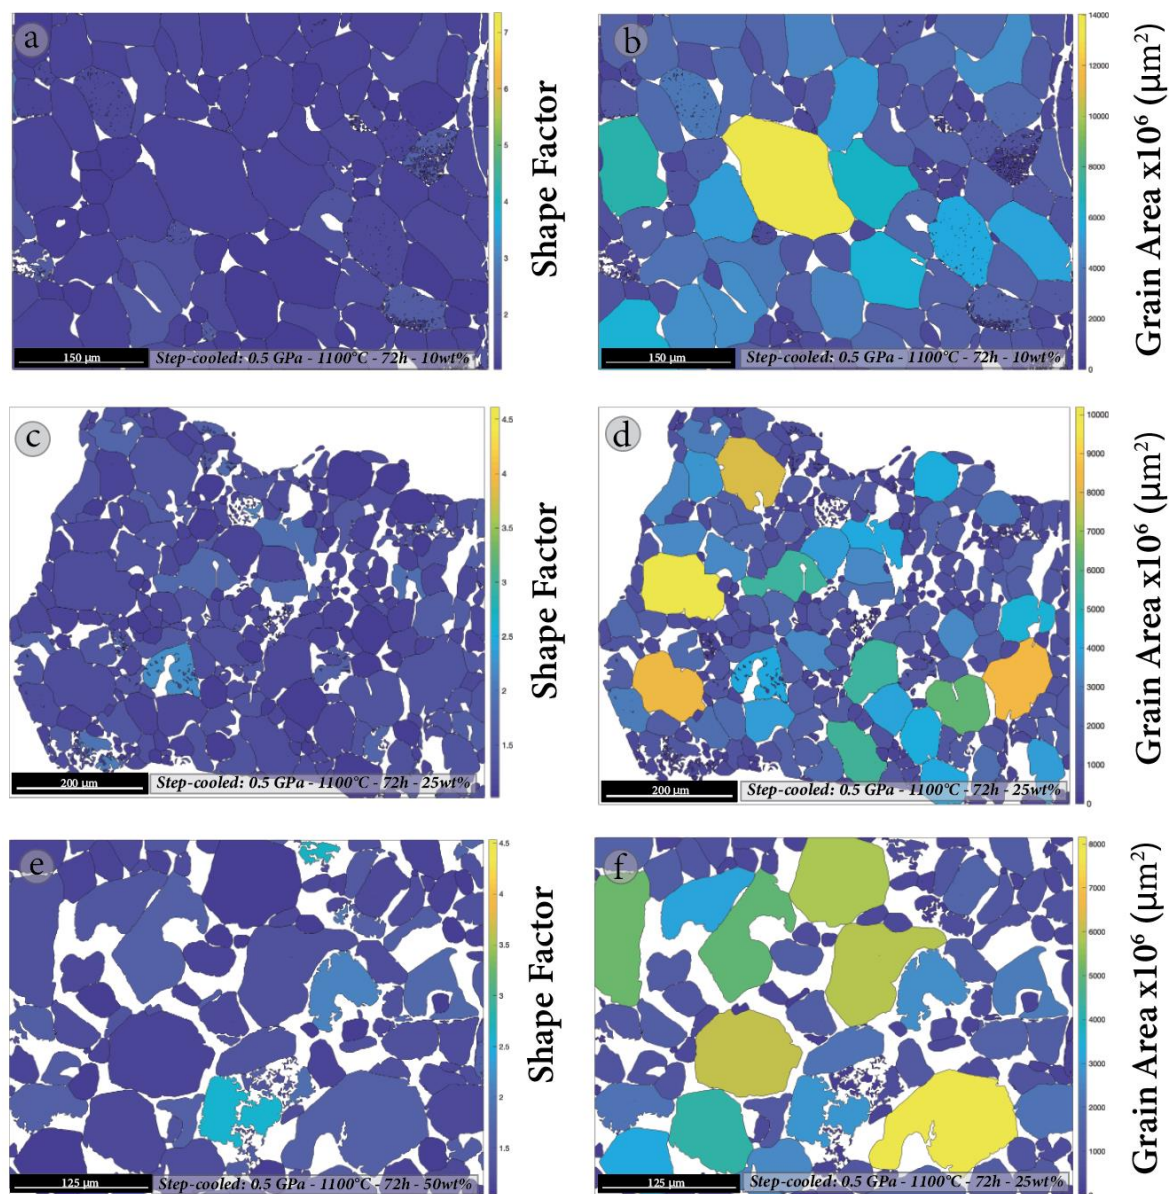 a
7
6
5
4
3
2
Shape Factor
150 µm
Step-cooled: 0.5 GPa - 1100°C - 72h - 10wt%
b
14000
12000
10000
8000
6000
4000
2000
0
Grain Area x10⁶ (µm²)
150 µm
Step-cooled: 0.5 GPa - 1100°C - 72h - 10wt%
c
4.5
4
3.5
3
2.5
2
1.5
Shape Factor
200 µm
Step-cooled: 0.5 GPa - 1100°C - 72h - 25wt%
d
10000
9000
8000
7000
6000
5000
4000
3000
2000
1000
0
Grain Area x10⁶ (µm²)
200 µm
Step-cooled: 0.5 GPa - 1100°C - 72h - 25wt%
e
4.5
4
3.5
3
2.5
2
1.5
Shape Factor
125 µm
Step-cooled: 0.5 GPa - 1100°C - 72h - 50wt%
f
8000
7000
6000
5000
4000
3000
2000
1000
Grain Area x10⁶ (µm²)
125 µm
Step-cooled: 0.5 GPa - 1100°C - 72h - 25wt%